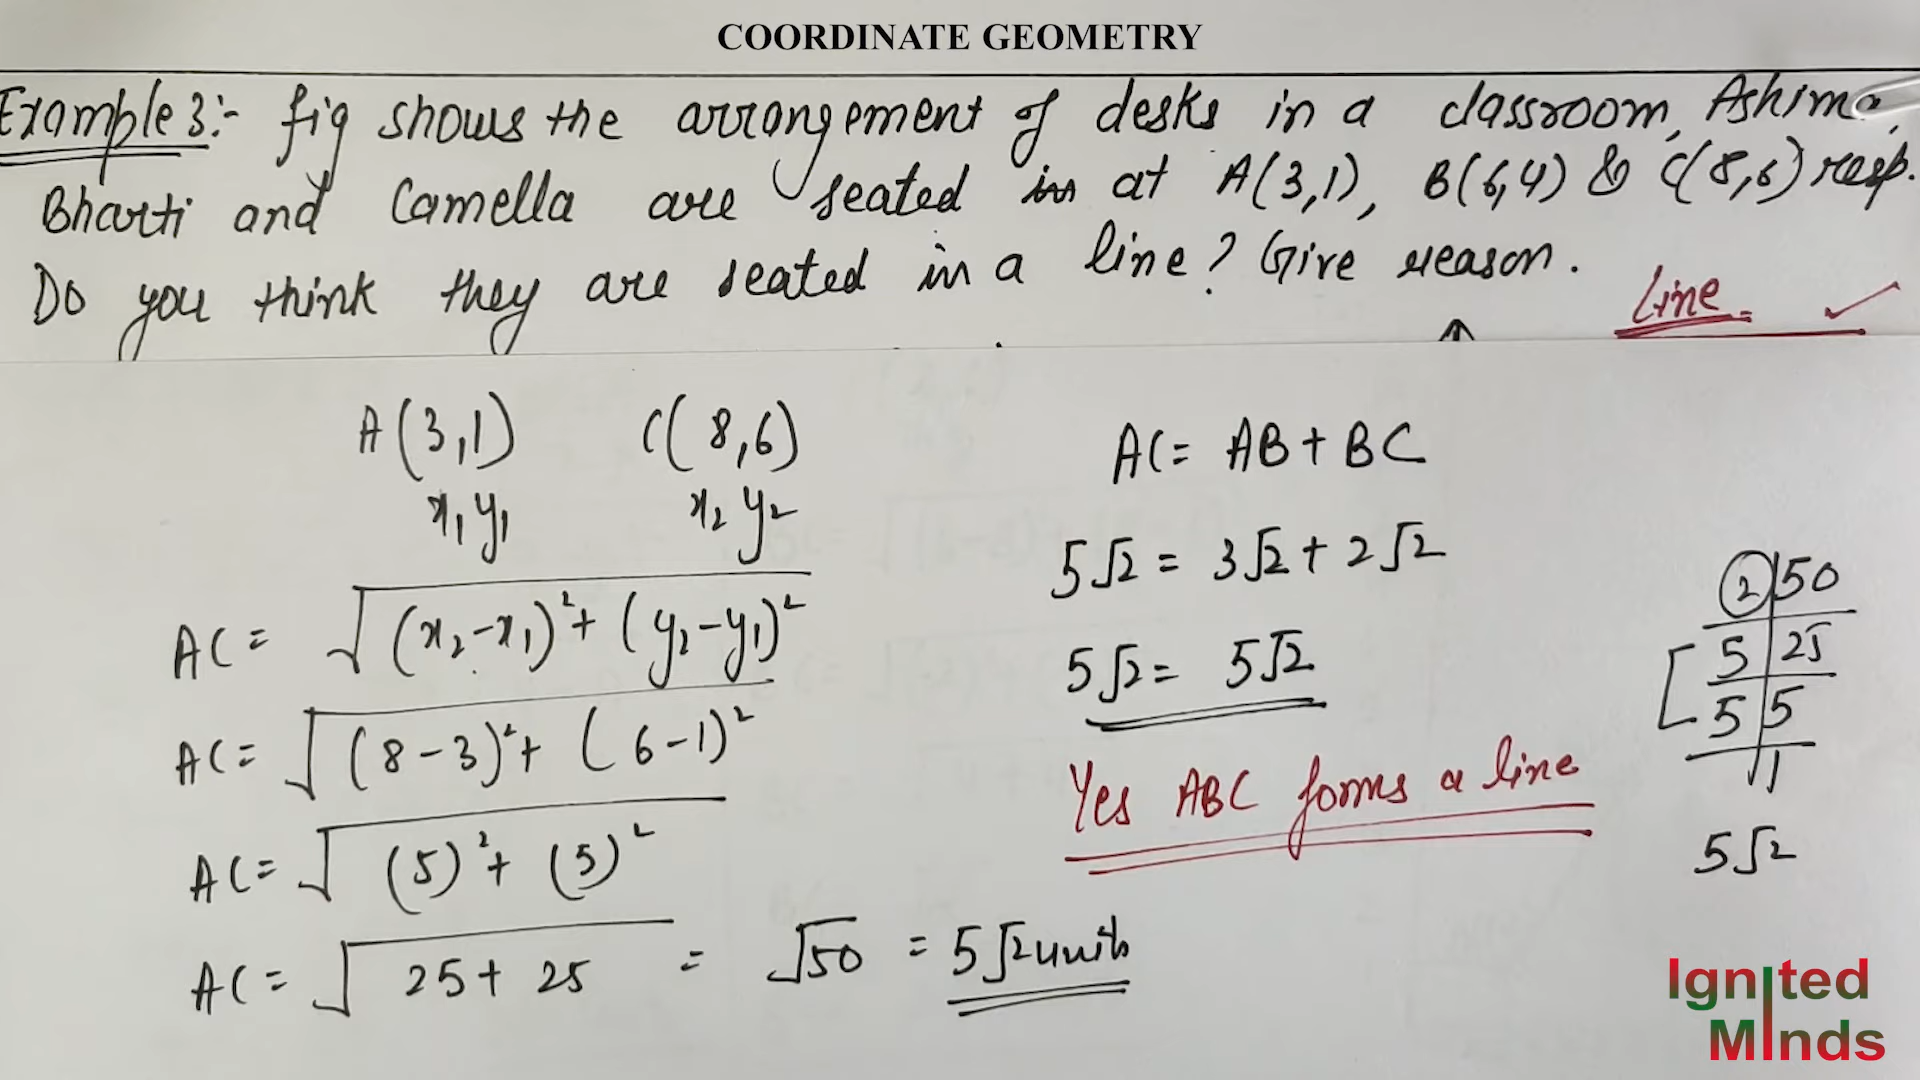 COORDINATE GEOMETRY
Example 3:- fig shows the arrangement of desks in a classroom, Ashima,
Bharti and Camella are seated in at A(3,1), B(6,4) & C(8,6) resp.
Do you think they are seated in a line? Give reason.
Line ✓
A(3,1) C(8,6)
x₁ y₁ x₂ y₂
AC = √(x₂-x₁)²+(y₂-y₁)²
AC = √(8-3)²+(6-1)²
AC = √(5)²+(5)²
AC = √25+25 = √50 = 5√2 units
AC = AB + BC
5√2 = 3√2 + 2√2
5√2 = 5√2
Yes ABC forms a line
2|50
5|25
5|5
1
5√2
Ignited
Minds